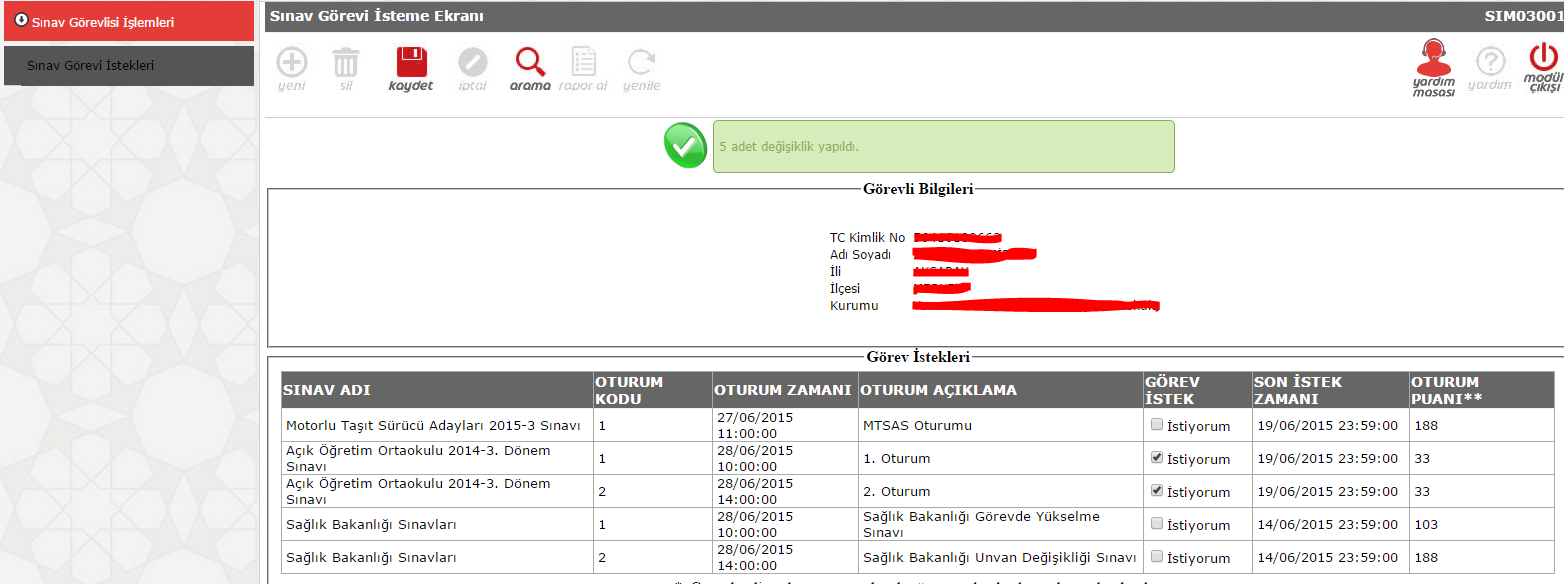 Sınav Görevlisi İşlemleri
Sınav Görevi İstekleri
Sınav Görevi İsteme Ekranı
SIM03001
yeni
sil
kaydet
iptal
arama
rapor al
yenile
yardım
masası
yardım
modül
çıkışı
5 adet değişiklik yapıldı.
Görevli Bilgileri
TC Kimlik No
Adı Soyadı
İli
İlçesi
Kurumu
Görev İstekleri
SINAV ADI OTURUM KODU OTURUM ZAMANI OTURUM AÇIKLAMA GÖREV İSTEK SON İSTEK ZAMANI OTURUM PUANI**
Motorlu Taşıt Sürücü Adayları 2015-3 Sınavı 1 27/06/2015 11:00:00 MTSAS Oturumu İstiyorum 19/06/2015 23:59:00 188
Açık Öğretim Ortaokulu 2014-3. Dönem Sınavı 1 28/06/2015 10:00:00 1. Oturum İstiyorum 19/06/2015 23:59:00 33
Açık Öğretim Ortaokulu 2014-3. Dönem Sınavı 2 28/06/2015 14:00:00 2. Oturum İstiyorum 19/06/2015 23:59:00 33
Sağlık Bakanlığı Sınavları 1 28/06/2015 10:00:00 Sağlık Bakanlığı Görevde Yükselme Sınavı İstiyorum 14/06/2015 23:59:00 103
Sağlık Bakanlığı Sınavları 2 28/06/2015 14:00:00 Sağlık Bakanlığı Unvan Değişikliği Sınavı İstiyorum 14/06/2015 23:59:00 188